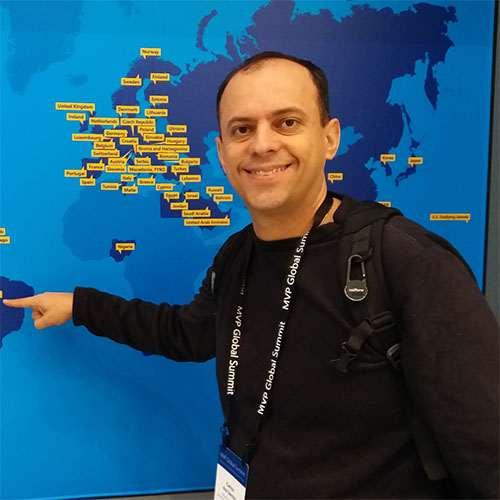 Norway
Sweden
Finland
Estonia
Denmark
Lithuania
United Kingdom
Ireland
Netherlands
Czech Republic
Germany
Poland
Ukraine
Luxembourg
Belgium
Croatia
Slovakia
Hungary
Switzerland
Bosnia and Herzegovina
Austria
Serbia
Romania
France
Slovenia
Macedonia, FYRO
Bulgaria
Portugal
Italy
Greece
Cyprus
Turkey
Spain
Tunisia
Malta
Lebanon
Egypt
Israel
Kuwait
Jordan
Bahrain
Saudi Arabia
United Arab Emirates
Nigeria
China
Korea
Japan
MVP Global Summit
MVP Global Summit